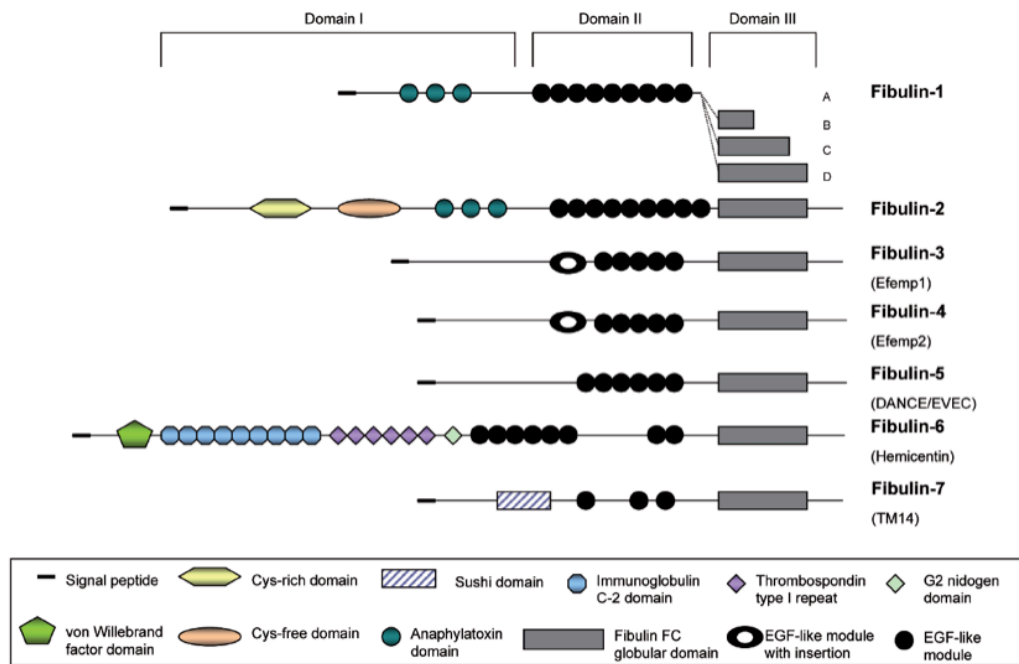 Domain I Domain II Domain III
Fibulin-1
A
B
C
D
Fibulin-2
Fibulin-3
(Efemp1)
Fibulin-4
(Efemp2)
Fibulin-5
(DANCE/EVEC)
Fibulin-6
(Hemicentin)
Fibulin-7
(TM14)
Signal peptide
Cys-rich domain
Sushi domain
Immunoglobulin
C-2 domain
Thrombospondin
type I repeat
G2 nidogen
domain
von Willebrand
factor domain
Cys-free domain
Anaphylatoxin
domain
Fibulin FC
globular domain
EGF-like module
with insertion
EGF-like
module